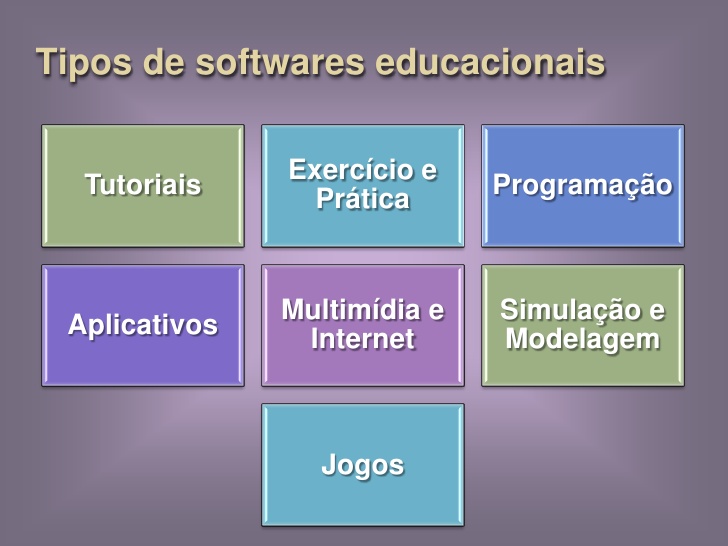 Tipos de softwares educacionais
Tutoriais
Exercício e
Prática
Programação
Aplicativos
Multimídia e
Internet
Simulação e
Modelagem
Jogos